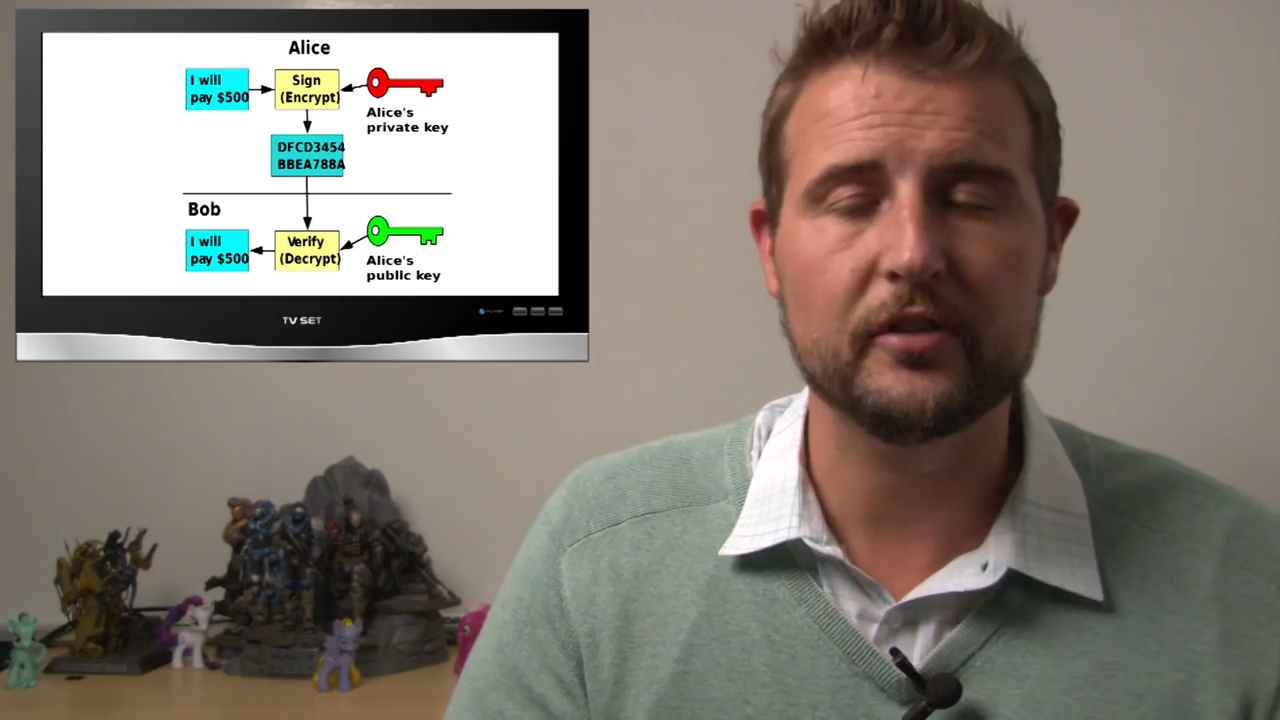 Alice
I will
pay $500
Sign
(Encrypt)
Alice's
private key
DFCD3454
BBEA788A
Bob
I will
pay $500
Verify
(Decrypt)
Alice's
public key
TV SET